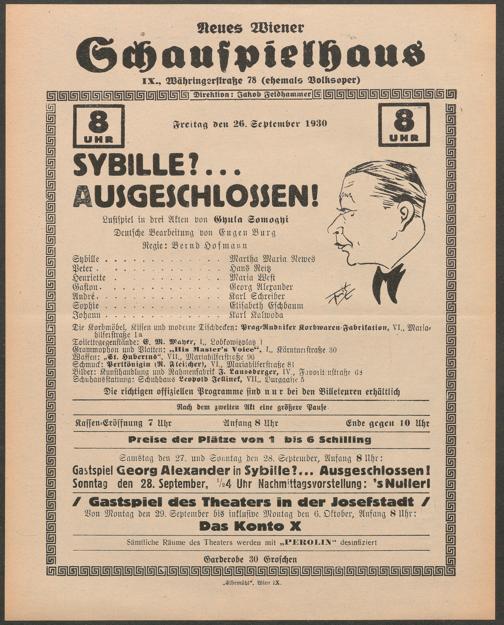 Neues Wiener
Schauspielhaus
IX., Währingerstraße 78 (ehemals Volksoper)
Direktion: Jakob Feldhammer
8 UHR
Freitag den 26. September 1930
8 UHR
SYBILLE?...
AUSGESCHLOSSEN!
Lustspiel in drei Akten von Gyula Somogyi
Deutsche Bearbeitung von Eugen Burg
Regie: Bernd Hofmann
Sybille . . . . . . . . . . Martha Maria Newes
Peter . . . . . . . . . . Hans Reitz
Henriette . . . . . . . . . . Maria West
Gaston . . . . . . . . . . Georg Alexander
André . . . . . . . . . . Karl Schreiber
Sophie . . . . . . . . . . Elisabeth Eschbaum
Johann . . . . . . . . . . Karl Kalwoda
Die Korbmöbel, Kissen und moderne Tischdecken: Prag-Rudniker Korbwaren-Fabrikation, VI., Maria-
hilferstraße 1a
Toilettegegenstände: E. M. Mayer, I., Lobkowitzplatz 1
Grammophon und Platten: „His Master's Voice“, I., Kärntnerstraße 30
Waffen: „St. Hubertus“, VII., Mariahilferstraße 96
Schmuck: Perlkönigin (R. Fleischer), VI., Mariahilferstraße 81
Bilder: Kunsthandlung und Rahmenfabrik F. Lausberger, IV., Favoritenstraße 68
Schuhausstattung: Schuhhaus Leopold Jellinek, VII., Burggasse 5
Die richtigen offiziellen Programme sind nur bei den Billeteuren erhältlich
Nach dem zweiten Akt eine größere Pause
Kassen-Eröffnung 7 Uhr Anfang 8 Uhr Ende gegen 10 Uhr
Preise der Plätze von 1 bis 6 Schilling
Samstag den 27. und Sonntag den 28. September, Anfang 8 Uhr:
Gastspiel Georg Alexander in Sybille?... Ausgeschlossen!
Sonntag den 28. September, ½4 Uhr Nachmittagsvorstellung: 's Nullerl
/ Gastspiel des Theaters in der Josefstadt /
Von Montag den 29. September bis inklusive Montag den 6. Oktober, Anfang 8 Uhr:
Das Konto X
Sämtliche Räume des Theaters werden mit „PEROLIN“ desinfiziert
Garderobe 30 Groschen
„Elbemühl“, Wien IX.